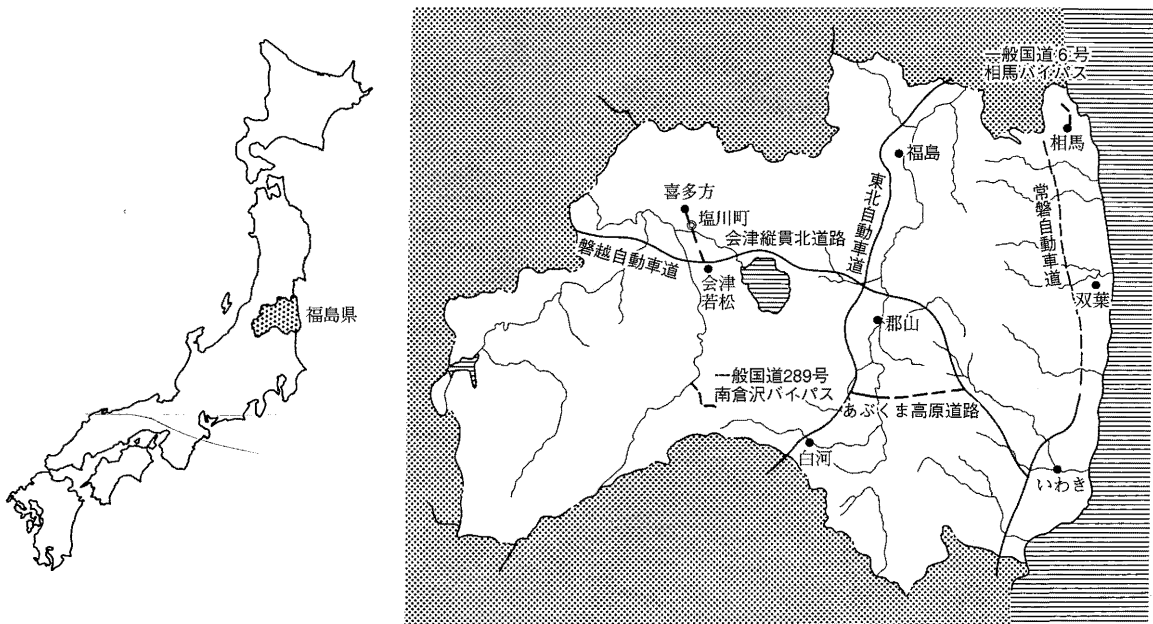 福島県
一般国道6号
相馬バイパス
相馬
福島
東北自動車道
常磐自動車道
喜多方
塩川町
会津縦貫北道路
磐越自動車道
会津
若松
双葉
郡山
一般国道289号
南倉沢バイパス
あぶくま高原道路
白河
いわき